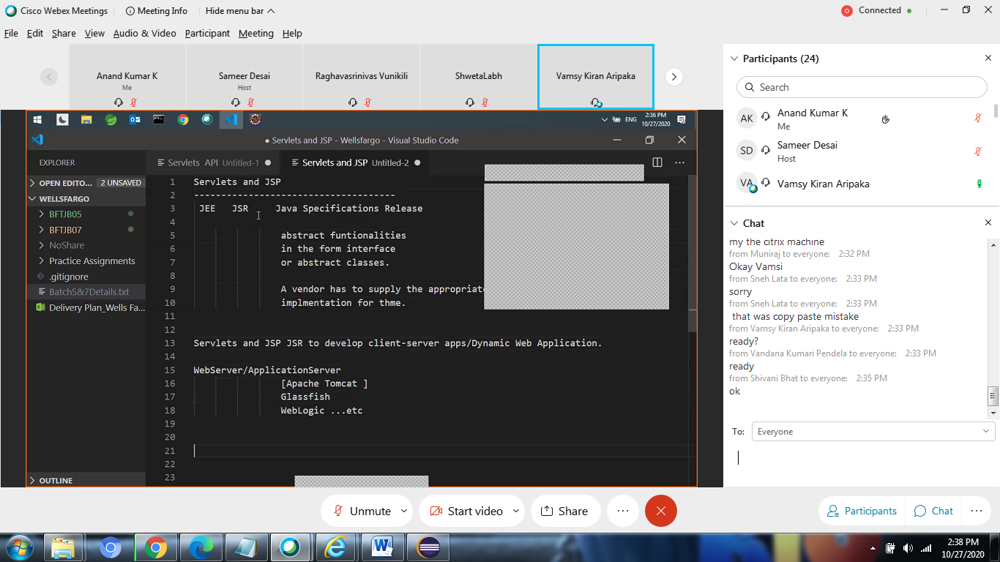 Cisco Webex Meetings
Meeting Info
Hide menu bar
Connected
File Edit Share View Audio & Video Participant Meeting Help
Anand Kumar K
Me
Sameer Desai
Host
Raghavasrinivas Vunikili
ShwetaLabh
Vamsy Kiran Aripaka
ENG
2:36 PM
10/27/2020
● Servlets and JSP - Wellsfargo - Visual Studio Code
EXPLORER
OPEN EDITO... 2 UNSAVED
WELLSFARGO
BFTJB05
BFTJB07
NoShare
Practice Assignments
.gitignore
Batch5&7Details.txt
Delivery Plan_Wells Fa...
OUTLINE
Servlets API Untitled-1
Servlets and JSP Untitled-2
1 Servlets and JSP
2 -------------------------------------
3 JEE JSR Java Specifications Release
4
5 abstract funtionalities
6 in the form interface
7 or abstract classes.
8
9 A vendor has to supply the appropriate
10 implmentation for thme.
11
12
13 Servlets and JSP JSR to develop client-server apps/Dynamic Web Application.
14
15 WebServer/ApplicationServer
16 [Apache Tomcat ]
17 Glassfish
18 WebLogic ...etc
19
20
21
22
23
Participants (24)
Search
AK Anand Kumar K
Me
SD Sameer Desai
Host
VA Vamsy Kiran Aripaka
Chat
my the citrix machine
from Muniraj to everyone: 2:32 PM
Okay Vamsi
from Sneh Lata to everyone: 2:33 PM
sorry
from Sneh Lata to everyone: 2:33 PM
that was copy paste mistake
from Vamsy Kiran Aripaka to everyone: 2:33 PM
ready?
from Vandana Kumari Pendela to everyone: 2:33 PM
ready
from Shivani Bhat to everyone: 2:35 PM
ok
To: Everyone
Unmute
Start video
Share
Participants
Chat
2:38 PM
10/27/2020